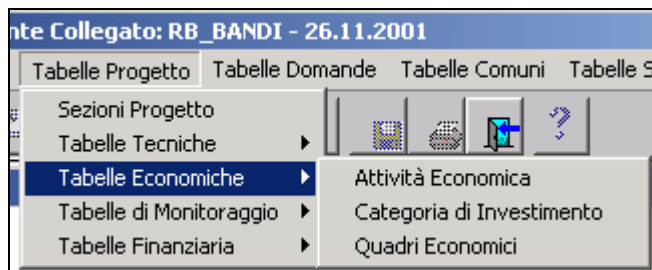 nte Collegato: RB_BANDI - 26.11.2001
Tabelle Progetto Tabelle Domande Tabelle Comuni Tabelle S
Sezioni Progetto
Tabelle Tecniche
Tabelle Economiche
Tabelle di Monitoraggio
Tabelle Finanziaria
Attività Economica
Categoria di Investimento
Quadri Economici